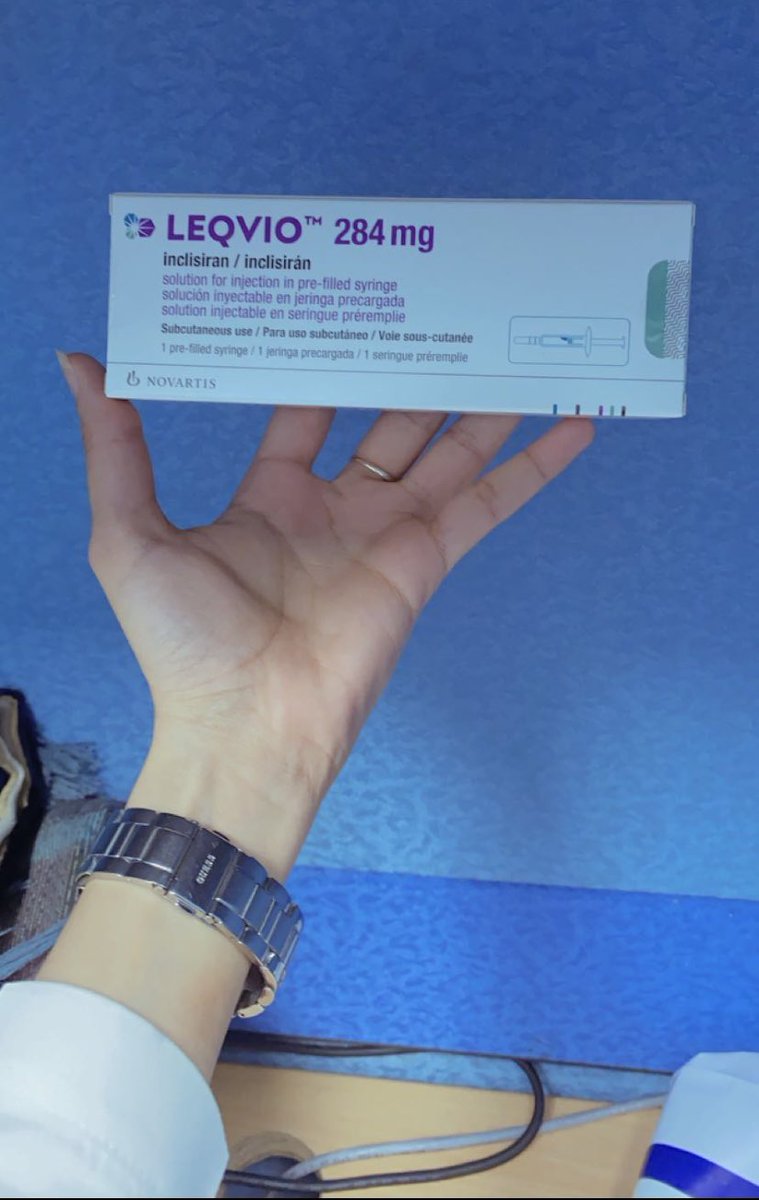 LEQVIO™ 284 mg
inclisiran / inclisirán
solution for injection in pre-filled syringe
solución inyectable en jeringa precargada
solution injectable en seringue préremplie
Subcutaneous use / Para uso subcutáneo / Voie sous-cutanée
1 pre-filled syringe / 1 jeringa precargada / 1 seringue préremplie
NOVARTIS
GUESS